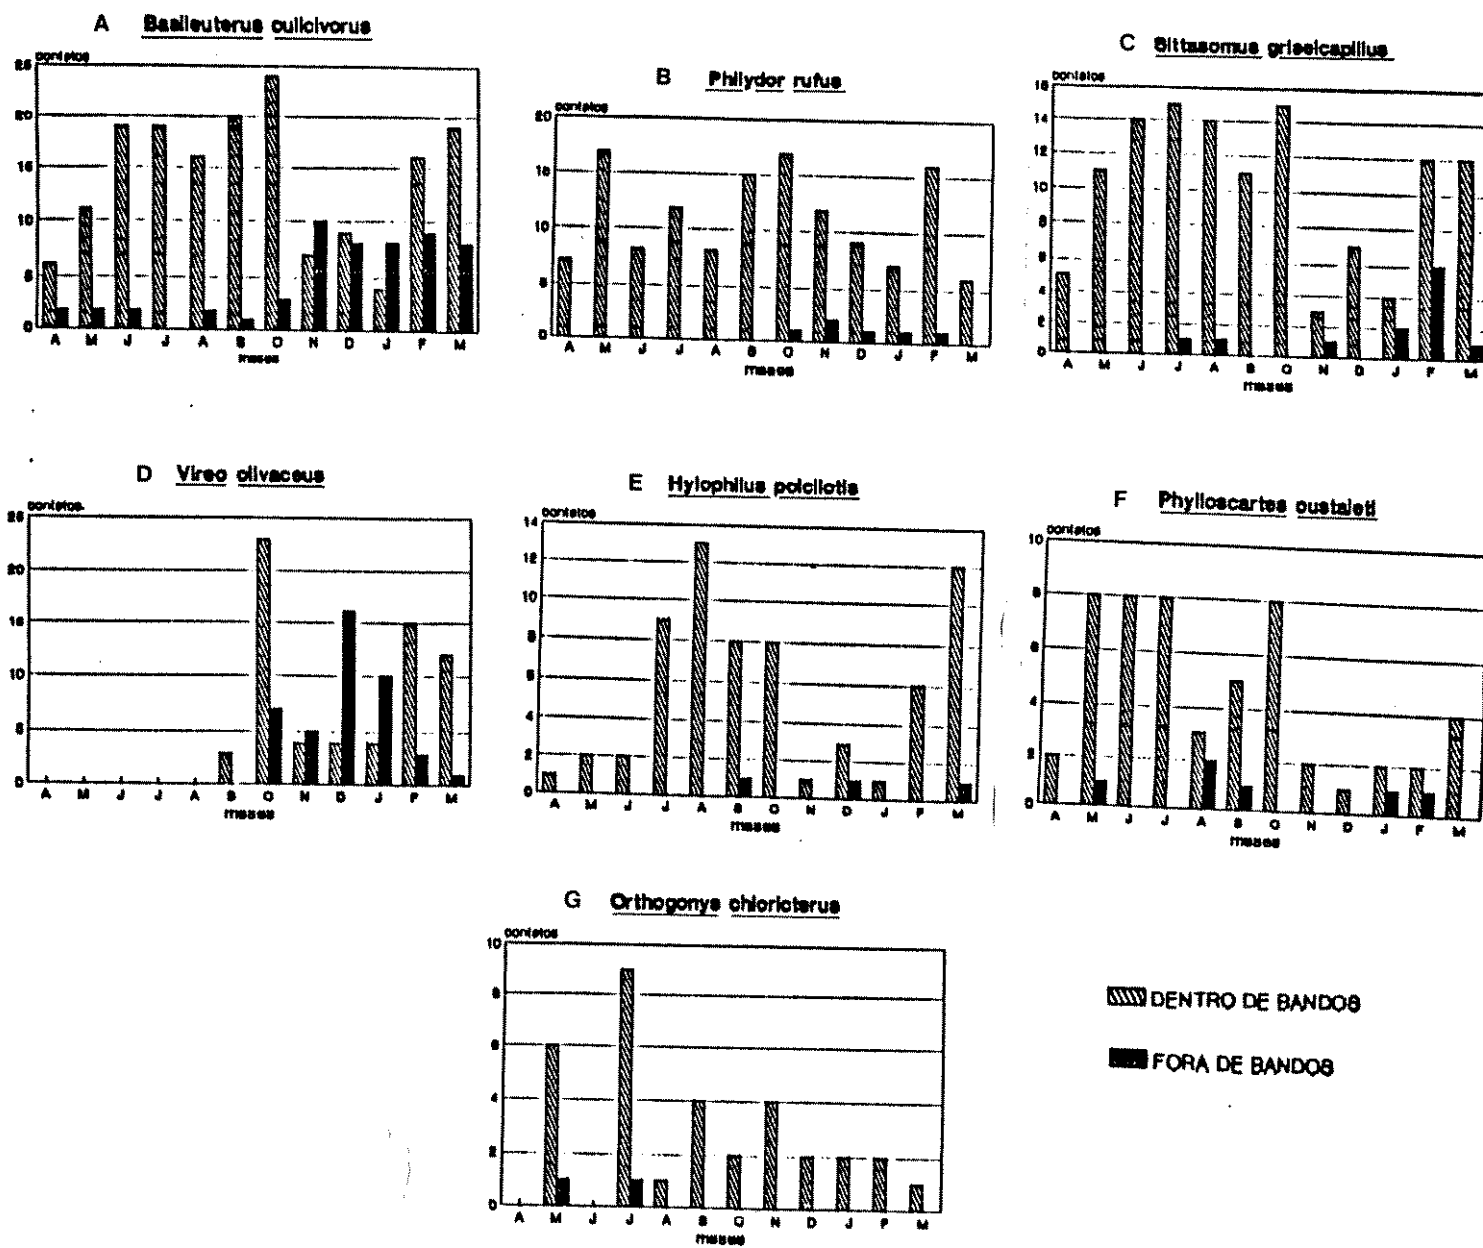 A Basileuterus culicivorus
contatos
25
20
15
10
5
0
A M J J A S O N D J F M
meses
B Philydor rufus
contatos
20
15
10
5
0
A M J J A S O N D J F M
meses
C Sittasomus griseicapillus
contatos
16
14
12
10
8
6
4
2
0
A M J J A S O N D J F M
meses
D Vireo olivaceus
contatos
25
20
15
10
5
0
A M J J A S O N D J F M
meses
E Hylophilus poicilotis
contatos
14
12
10
8
6
4
2
0
A M J J A S O N D J F M
meses
F Phylloscartes oustaleti
contatos
10
8
6
4
2
0
A M J J A S O N D J F M
meses
G Orthogonys chloricterus
contatos
10
8
6
4
2
0
A M J J A S O N D J F M
meses
DENTRO DE BANDOS
FORA DE BANDOS